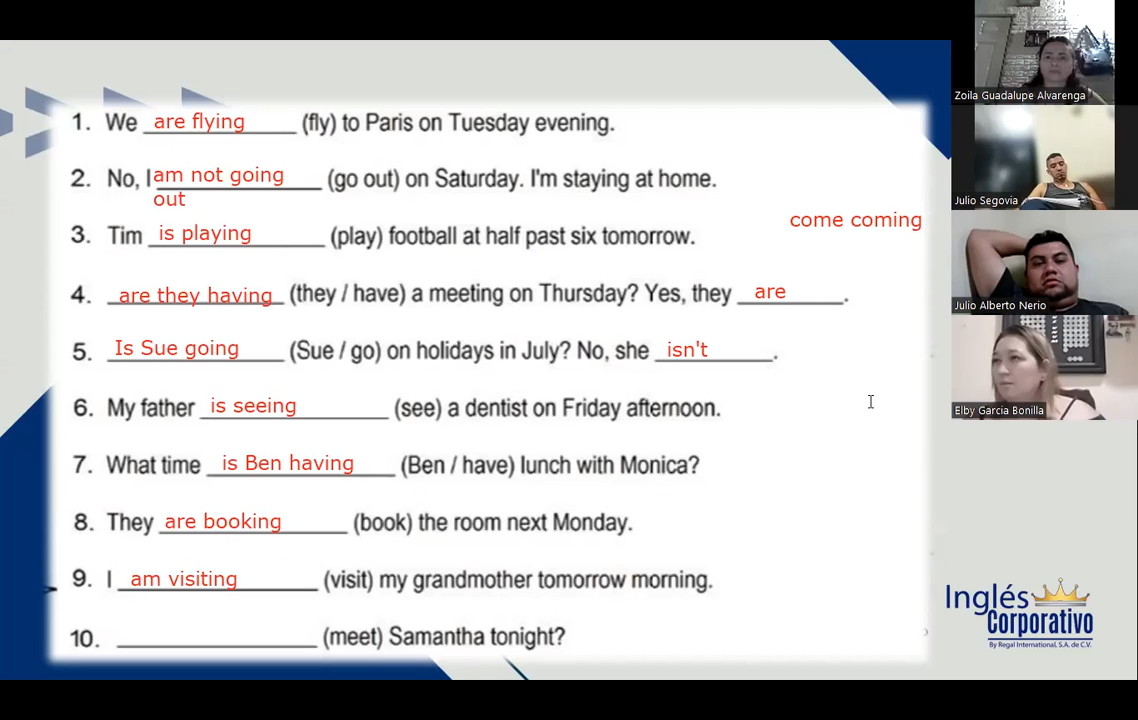 1. We are flying (fly) to Paris on Tuesday evening.
2. No, I am not going out (go out) on Saturday. I'm staying at home.
3. Tim is playing (play) football at half past six tomorrow.
come coming
4. are they having (they / have) a meeting on Thursday? Yes, they are.
5. Is Sue going (Sue / go) on holidays in July? No, she isn't.
6. My father is seeing (see) a dentist on Friday afternoon.
7. What time is Ben having (Ben / have) lunch with Monica?
8. They are booking (book) the room next Monday.
9. I am visiting (visit) my grandmother tomorrow morning.
10. (meet) Samantha tonight?
Zoila Guadalupe Alvarenga
Julio Segovia
Julio Alberto Nerio
Elby Garcia Bonilla
Inglés
Corporativo
By Regal International, S.A. de C.V.